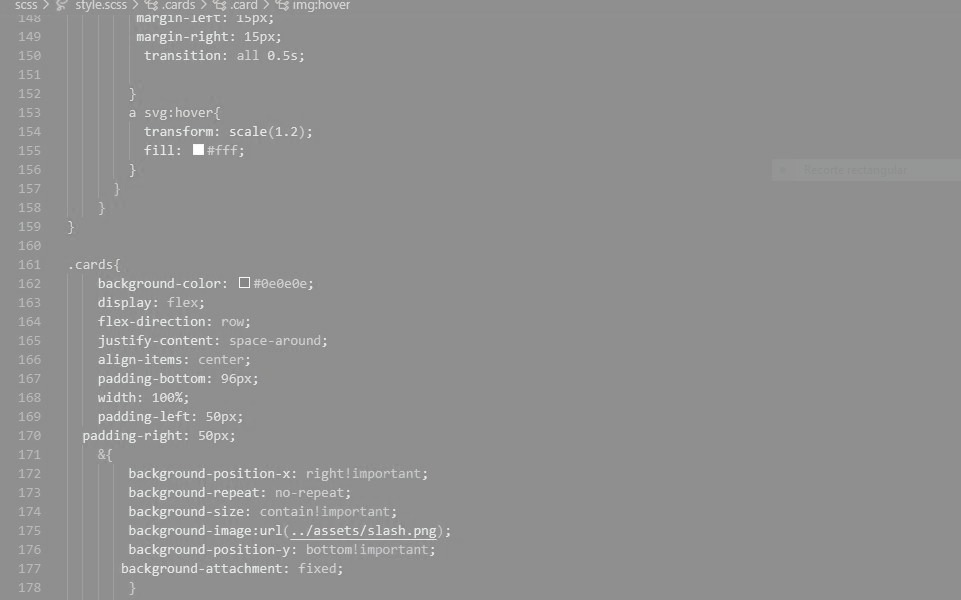 scss > style.scss > .cards > .card > img:hover
148 margin-left: 15px;
149 margin-right: 15px;
150 transition: all 0.5s;
151
152 }
153 a svg:hover{
154 transform: scale(1.2);
155 fill: #fff;
156 }
157 }
158 }
159 }
160
161 .cards{
162 background-color: #0e0e0e;
163 display: flex;
164 flex-direction: row;
165 justify-content: space-around;
166 align-items: center;
167 padding-bottom: 96px;
168 width: 100%;
169 padding-left: 50px;
170 padding-right: 50px;
171 &{
172 background-position-x: right!important;
173 background-repeat: no-repeat;
174 background-size: contain!important;
175 background-image:url(../assets/slash.png);
176 background-position-y: bottom!important;
177 background-attachment: fixed;
178 }
Recorte rectangular